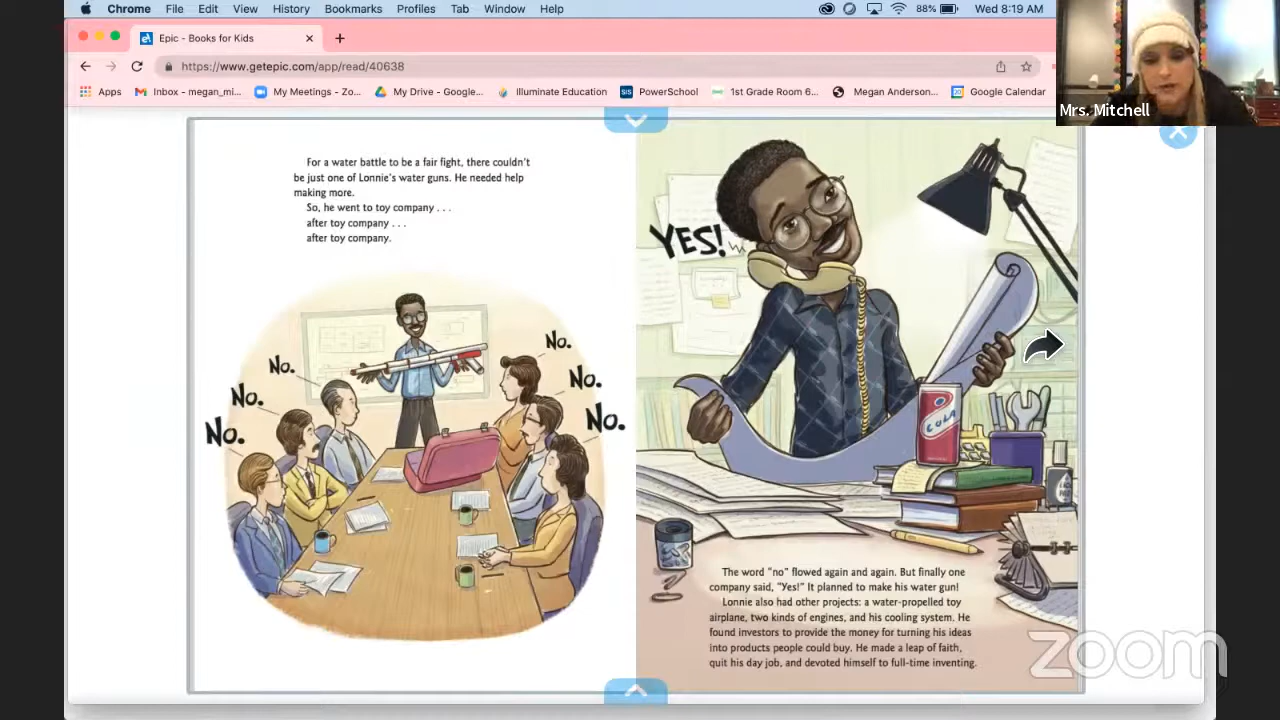 Chrome File Edit View History Bookmarks Profiles Tab Window Help 88% Wed 8:19 AM
Epic - Books for Kids
https://www.getepic.com/app/read/40638
Apps Inbox - megan_mi... My Meetings - Zo... My Drive - Google... Illuminate Education SIS PowerSchool 1st Grade Room 6... Megan Anderson... Google Calendar
Mrs. Mitchell
For a water battle to be a fair fight, there couldn't
be just one of Lonnie's water guns. He needed help
making more.
So, he went to toy company . . .
after toy company . . .
after toy company.
No.
No.
No.
No.
No.
No.
YES!
COLA
The word "no" flowed again and again. But finally one
company said, "Yes!" It planned to make his water gun!
Lonnie also had other projects: a water-propelled toy
airplane, two kinds of engines, and his cooling system. He
found investors to provide the money for turning his ideas
into products people could buy. He made a leap of faith,
quit his day job, and devoted himself to full-time inventing.
zoom